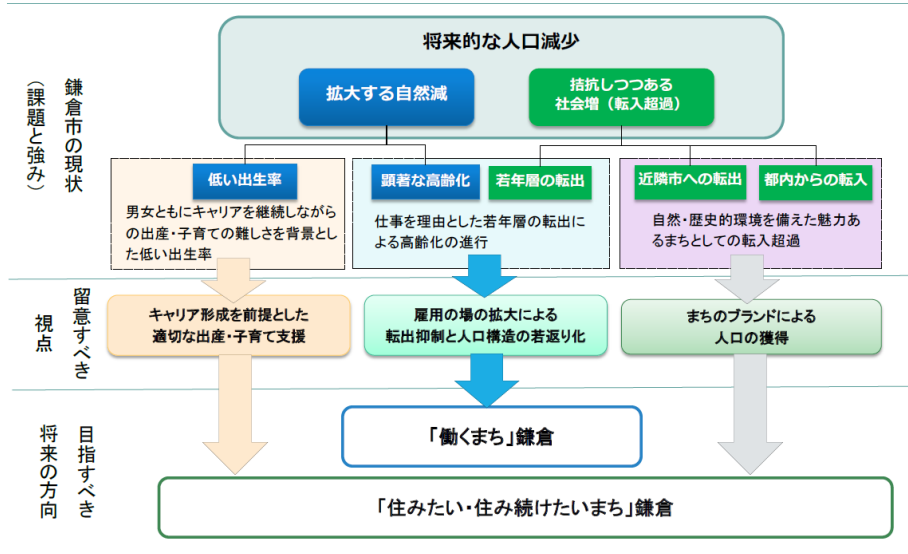 鎌倉市の現状
（課題と強み）
将来的な人口減少
拡大する自然減
拮抗しつつある
社会増（転入超過）
低い出生率
男女ともにキャリアを継続しながら
の出産・子育ての難しさを背景とし
た低い出生率
顕著な高齢化
若年層の転出
仕事を理由とした若年層の転出に
よる高齢化の進行
近隣市への転出
都内からの転入
自然・歴史的環境を備えた魅力あ
るまちとしての転入超過
留意すべき
視点
キャリア形成を前提とした
適切な出産・子育て支援
雇用の場の拡大による
転出抑制と人口構造の若返り化
まちのブランドによる
人口の獲得
目指すべき
将来の方向
「働くまち」鎌倉
「住みたい・住み続けたいまち」鎌倉